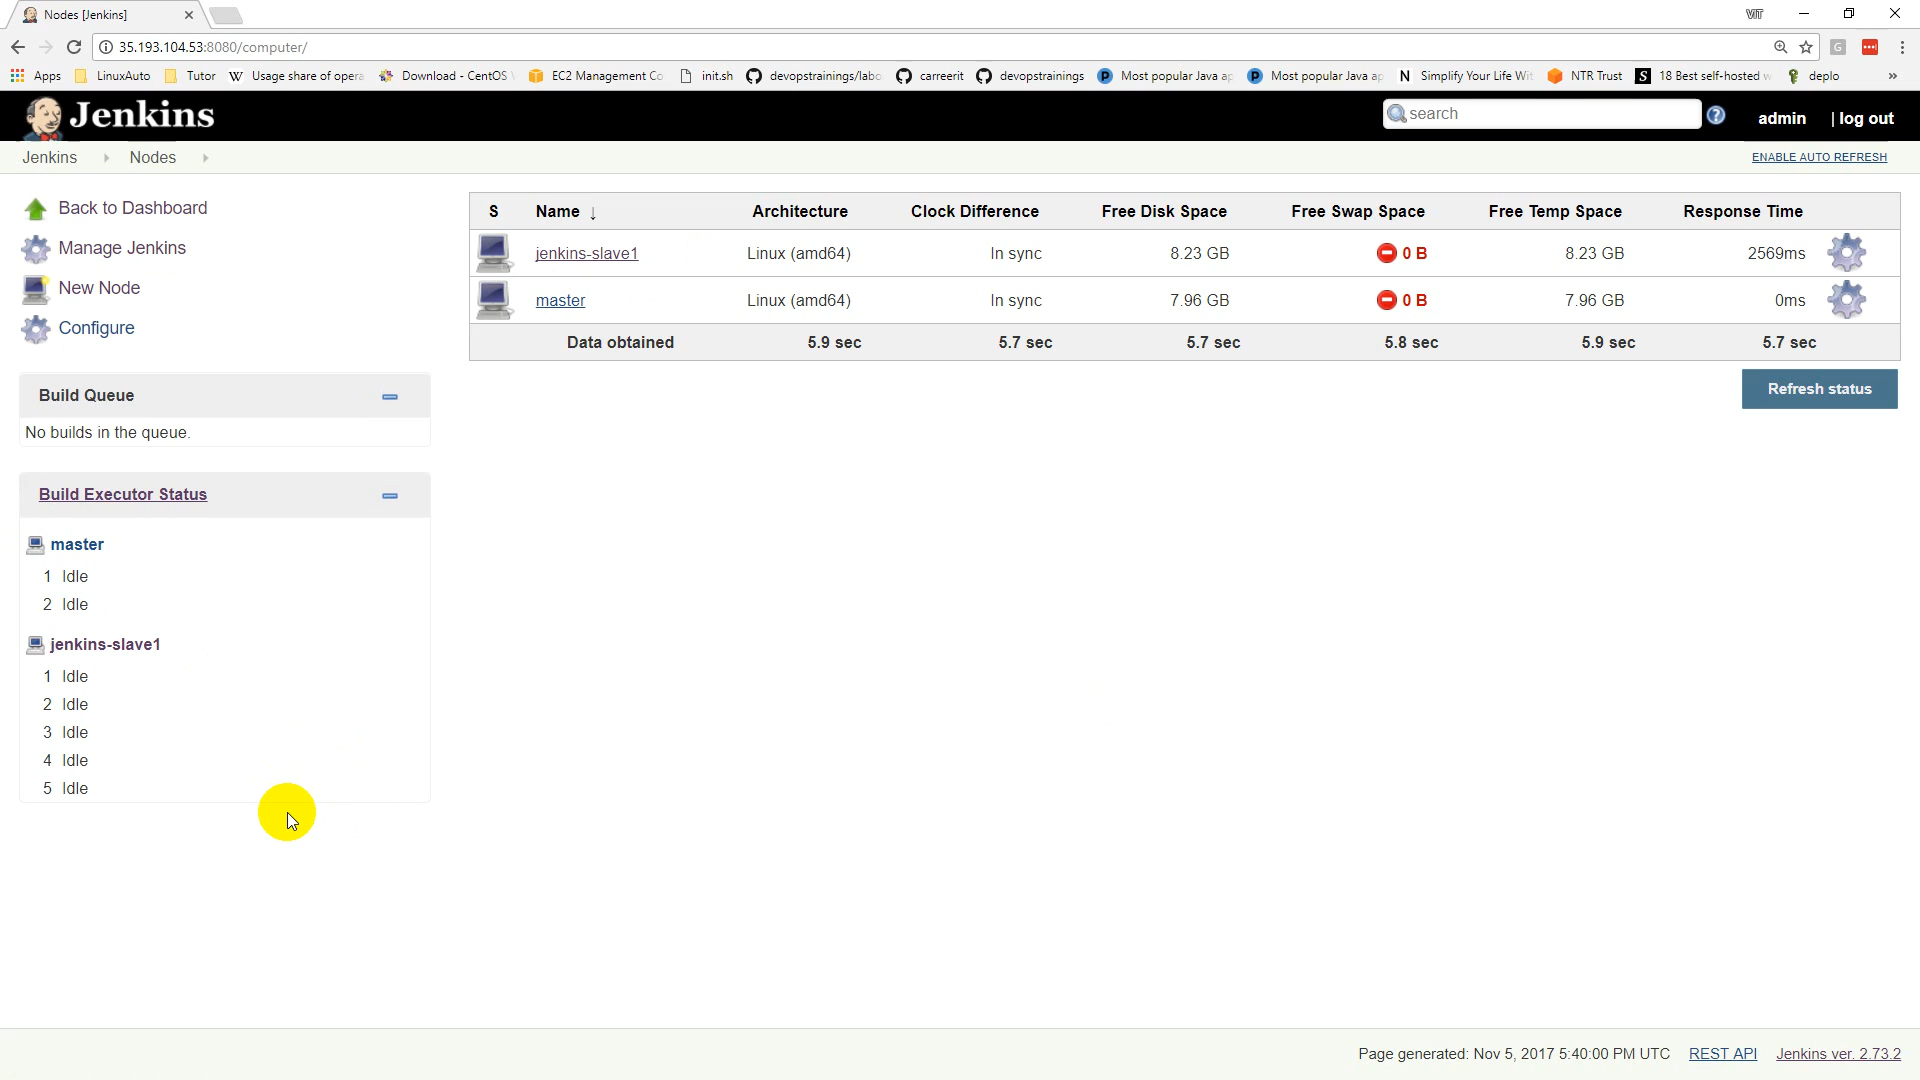 Nodes [Jenkins]
35.193.104.53:8080/computer/
Apps LinuxAuto Tutor Usage share of opera Download - CentOS EC2 Management Co init.sh devopstrainings/labo carreerit devopstrainings Most popular Java ap Most popular Java ap Simplify Your Life Wit NTR Trust 18 Best self-hosted w deplo »
Jenkins search admin | log out
Jenkins Nodes ENABLE AUTO REFRESH
Back to Dashboard
Manage Jenkins
New Node
Configure
Build Queue
No builds in the queue.
Build Executor Status
master
1 Idle
2 Idle
jenkins-slave1
1 Idle
2 Idle
3 Idle
4 Idle
5 Idle
S Name ↓ Architecture Clock Difference Free Disk Space Free Swap Space Free Temp Space Response Time
jenkins-slave1 Linux (amd64) In sync 8.23 GB 0 B 8.23 GB 2569ms
master Linux (amd64) In sync 7.96 GB 0 B 7.96 GB 0ms
Data obtained 5.9 sec 5.7 sec 5.7 sec 5.8 sec 5.9 sec 5.7 sec
Refresh status
Page generated: Nov 5, 2017 5:40:00 PM UTC REST API Jenkins ver. 2.73.2